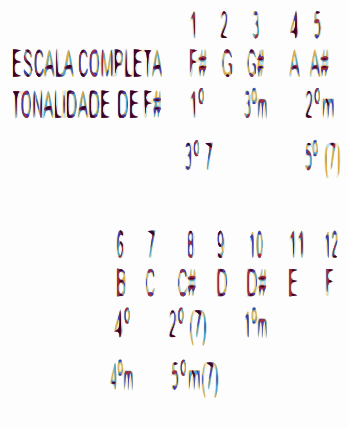 1 2 3 4 5
ESCALA COMPLETA F# G G# A A#
TONALIDADE DE F# 1º 3ºm 2ºm
3º 7 5º (7)
6 7 8 9 10 11 12
B C C# D D# E F
4º 2º (7) 1ºm
4ºm 5ºm(7)